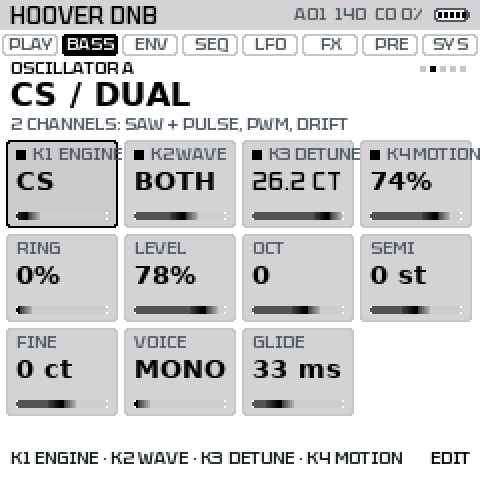 HOOVER DNB A01 140 C0 0%
PLAY BASS ENV SEQ LFO FX PRE SYS
OSCILLATOR A
CS / DUAL
2 CHANNELS: SAW + PULSE, PWM, DRIFT
K1 ENGINE K2 WAVE K3 DETUNE K4 MOTION
CS BOTH 26.2 CT 74%
RING LEVEL OCT SEMI
0% 78% 0 0 st
FINE VOICE GLIDE
0 ct MONO 33 ms
K1 ENGINE · K2 WAVE · K3 DETUNE · K4 MOTION EDIT